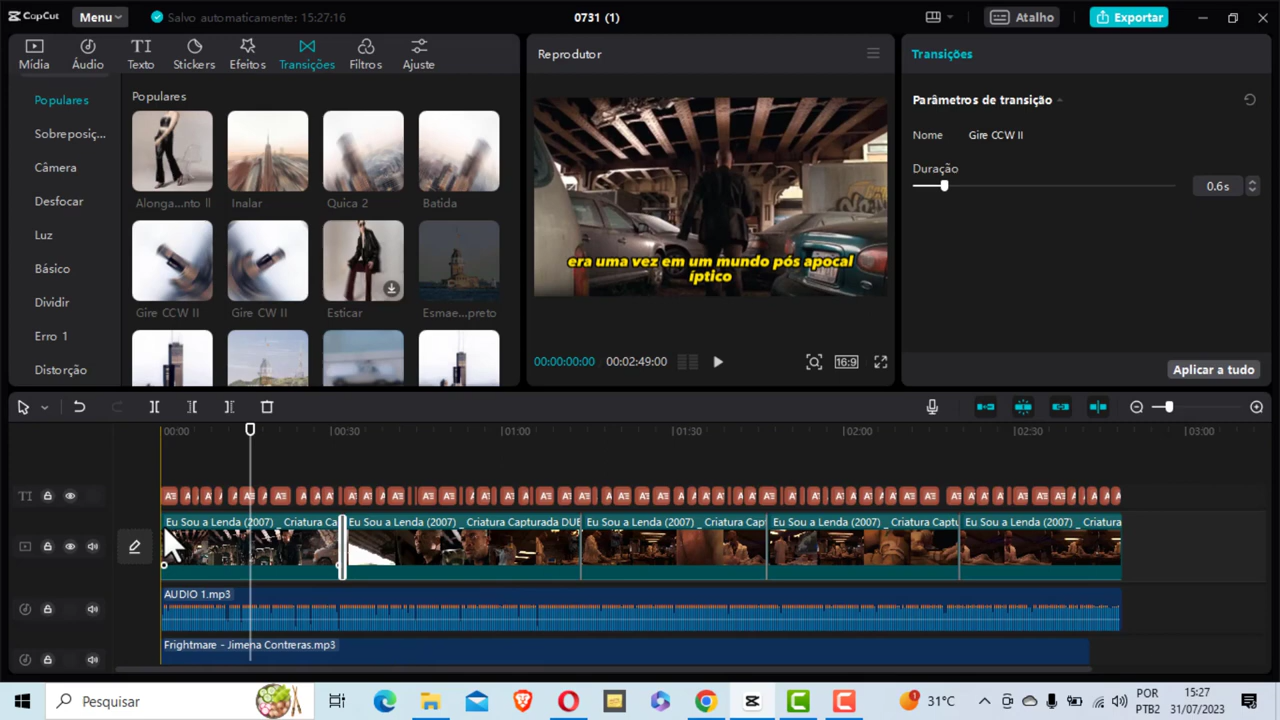 CapCut
Menu
Salvo automaticamente: 15:27:16
0731 (1)
Atalho
Exportar
Mídia
Áudio
Texto
Stickers
Efeitos
Transições
Filtros
Ajuste
Populares
Sobreposiç...
Câmera
Desfocar
Luz
Básico
Dividir
Erro 1
Distorção
Populares
Alonga...nto II
Inalar
Quica 2
Batida
Gire CCW II
Gire CW II
Esticar
Esmae...preto
Reprodutor
era uma vez em um mundo pós apocal
íptico
00:00:00:00
00:02:49:00
16:9
Transições
Parâmetros de transição
Nome
Gire CCW II
Duração
0.6s
Aplicar a tudo
00:00
00:30
01:00
01:30
02:00
02:30
03:00
Eu Sou a Lenda (2007) _ Criatura Ca
Eu Sou a Lenda (2007) _ Criatura Capturada DUB
Eu Sou a Lenda (2007) _ Criatura Cap
Eu Sou a Lenda (2007) _ Criatura Captu
Eu Sou a Lenda (2007) _ Criatura
AUDIO 1.mp3
Frightmare - Jimena Contreras.mp3
Pesquisar
31°C
POR
PTB2
15:27
31/07/2023